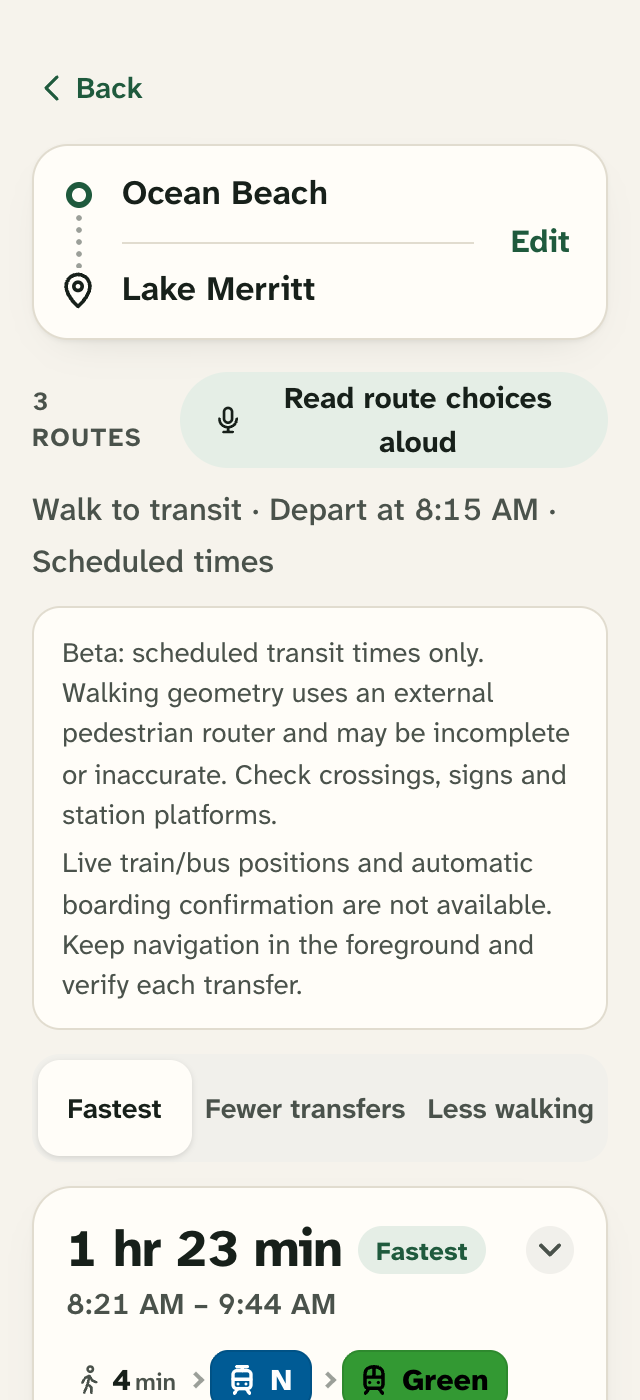 Back
Ocean Beach
Edit
Lake Merritt
3
ROUTES
Read route choices
aloud
Walk to transit · Depart at 8:15 AM ·
Scheduled times
Beta: scheduled transit times only.
Walking geometry uses an external
pedestrian router and may be incomplete
or inaccurate. Check crossings, signs and
station platforms.
Live train/bus positions and automatic
boarding confirmation are not available.
Keep navigation in the foreground and
verify each transfer.
Fastest Fewer transfers Less walking
1 hr 23 min Fastest
8:21 AM – 9:44 AM
4 min N Green